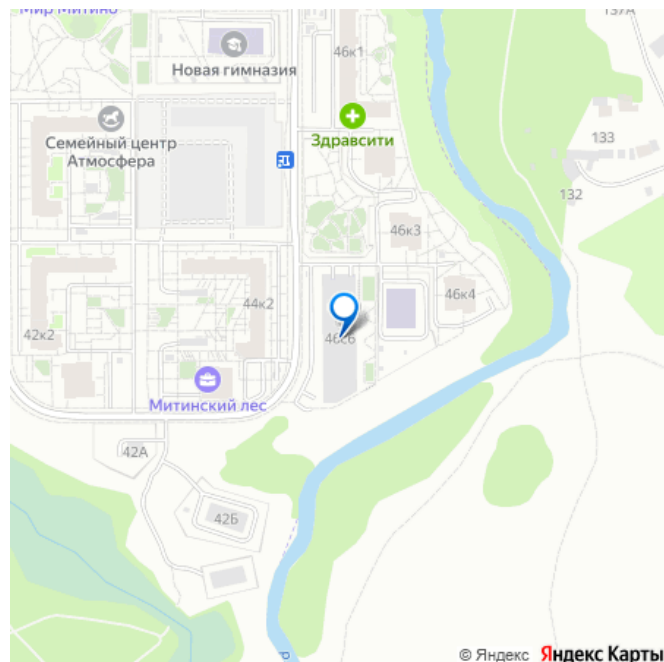 Мир Митино
137А
46к1
Новая гимназия
Здравсити
133
Семейный центр
Атмосфера
132
46к3
46к4
44к2
42к2
46с6
Митинский лес
42А
42Б
© Яндекс Яндекс Карты